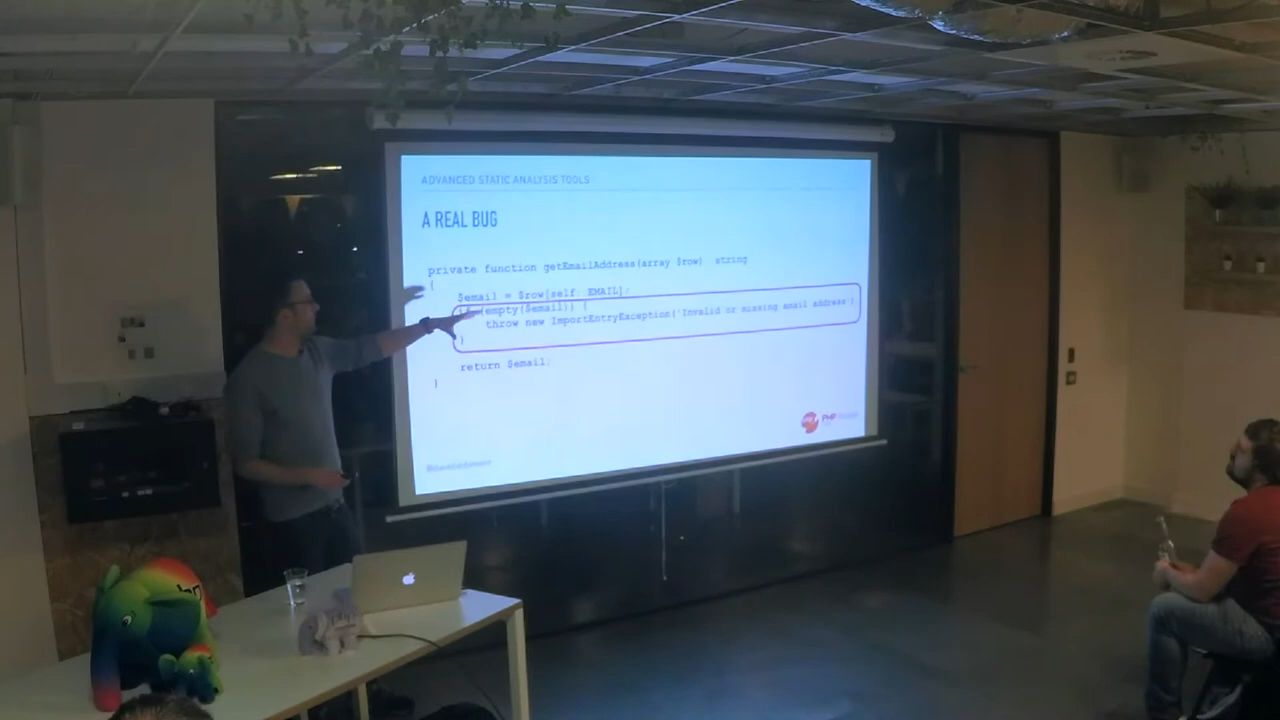 ADVANCED STATIC ANALYSIS TOOLS
A REAL BUG
private function getEmailAddress(array $row) string
{
$email = $row[self::EMAIL];
if (empty($email)) {
throw new ImportEntryException('Invalid or missing email address')
}
return $email;
}
PHP